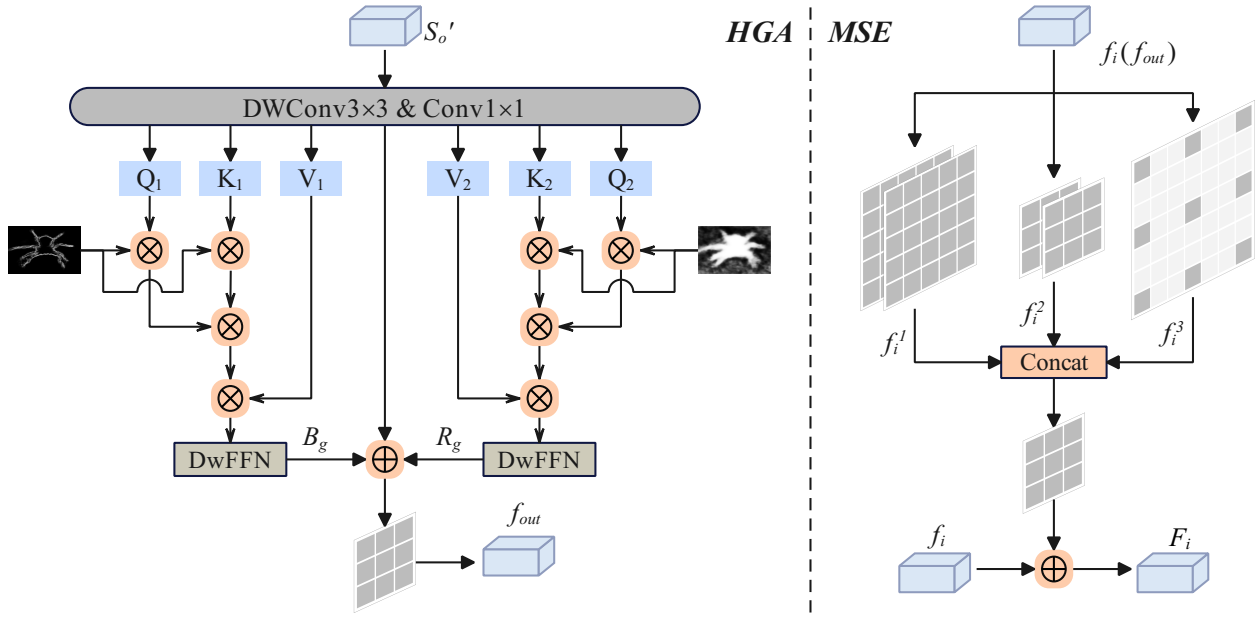 S_o′
HGA
MSE
f_i(f_out)
DWConv3×3 & Conv1×1
Q₁
K₁
V₁
V₂
K₂
Q₂
f_i^1
f_i^2
f_i^3
Concat
B_g
R_g
DwFFN
DwFFN
f_out
f_i
F_i